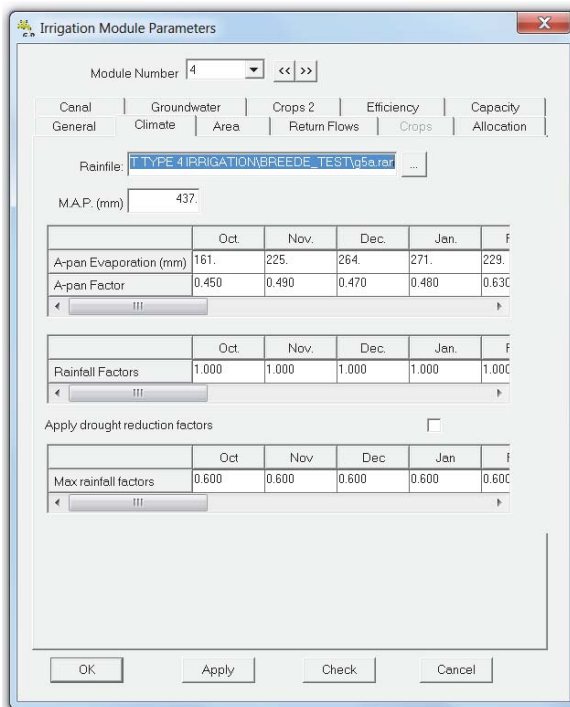 Irrigation Module Parameters
Module Number 4 << >>
Canal Groundwater Crops 2 Efficiency Capacity
General Climate Area Return Flows Crops Allocation
Rainfile: T TYPE 4 IRRIGATION\BREEDE_TEST\g5a.ran ...
M.A.P. (mm) 437.
Oct. Nov. Dec. Jan. F
A-pan Evaporation (mm) 161. 225. 264. 271. 229.
A-pan Factor 0.450 0.490 0.470 0.480 0.630
Oct. Nov. Dec. Jan. F
Rainfall Factors 1.000 1.000 1.000 1.000 1.000
Apply drought reduction factors
Oct Nov Dec Jan F
Max rainfall factors 0.600 0.600 0.600 0.600 0.600
OK Apply Check Cancel